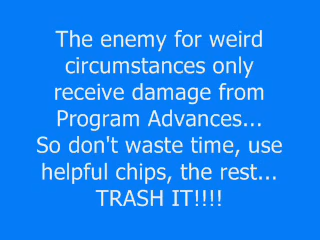 The enemy for weird
circumstances only
receive damage from
Program Advances...
So don't waste time, use
helpful chips, the rest...
TRASH IT!!!!